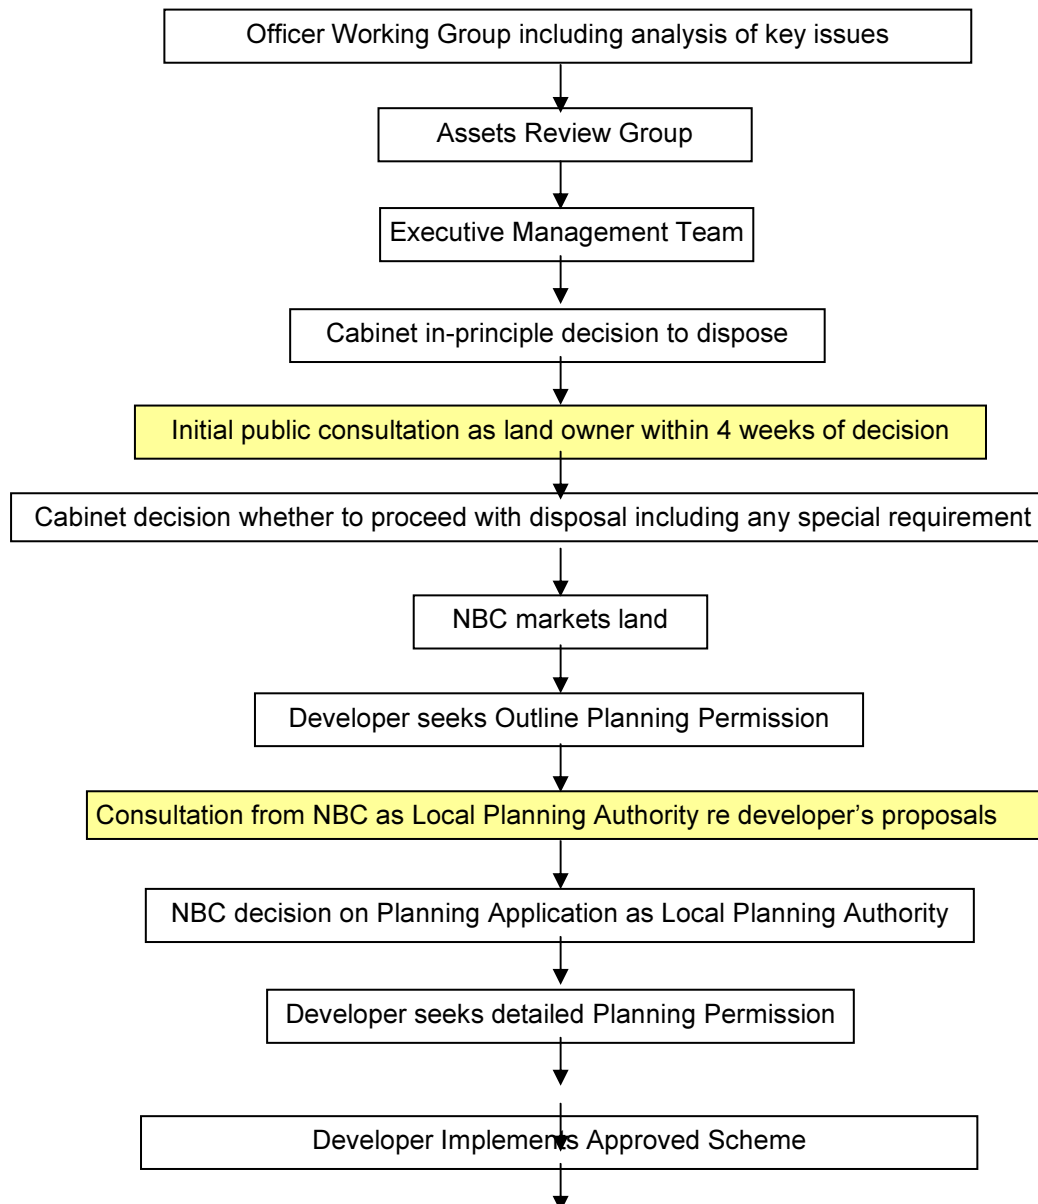 Officer Working Group including analysis of key issues
Assets Review Group
Executive Management Team
Cabinet in-principle decision to dispose
Initial public consultation as land owner within 4 weeks of decision
Cabinet decision whether to proceed with disposal including any special requirement
NBC markets land
Developer seeks Outline Planning Permission
Consultation from NBC as Local Planning Authority re developer’s proposals
NBC decision on Planning Application as Local Planning Authority
Developer seeks detailed Planning Permission
Developer Implements Approved Scheme